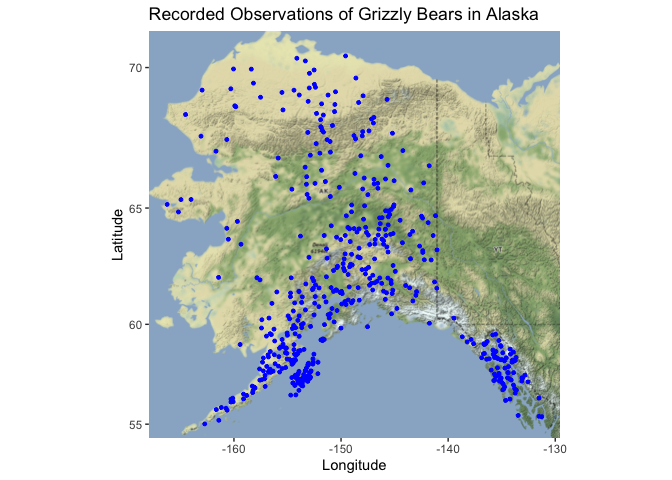 Recorded Observations of Grizzly Bears in Alaska
70
65
60
55
Latitude
-160
-150
-140
-130
Longitude
A.K.
Y.T.